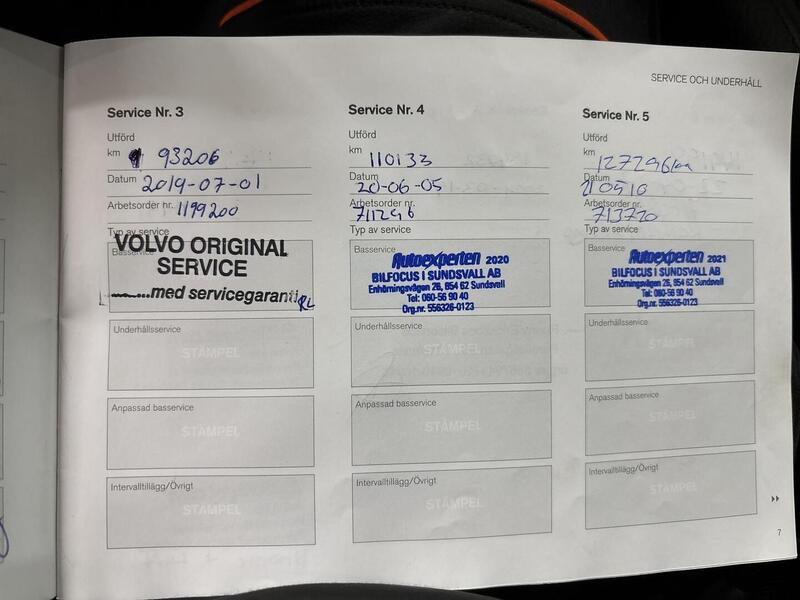 SERVICE OCH UNDERHÅLL
Service Nr. 3
Utförd
km 93206
Datum 2019-07-01
Arbetsorder nr. 1199200
Typ av service
Basservice
VOLVO ORIGINAL
SERVICE
...med servicegaranti
RL
Underhållsservice
STÄMPEL
Anpassad basservice
STÄMPEL
Intervalltillägg/Övrigt
STÄMPEL
Service Nr. 4
Utförd
km 110133
Datum 20-06-05
Arbetsorder nr. 711296
Typ av service
Basservice
Autoexperten 2020
BILFOCUS I SUNDSVALL AB
Enhörningsvägen 26, 854 62 Sundsvall
Tel: 060-56 90 40
Org.nr. 556326-0123
Underhållsservice
STÄMPEL
Anpassad basservice
STÄMPEL
Intervalltillägg/Övrigt
STÄMPEL
Service Nr. 5
Utförd
km 127296
Datum 210510
Arbetsorder nr. 713720
Typ av service
Basservice
Autoexperten 2021
BILFOCUS I SUNDSVALL AB
Enhörningsvägen 26, 854 62 Sundsvall
Tel: 060-56 90 40
Org.nr. 556326-0123
Underhållsservice
STÄMPEL
Anpassad basservice
STÄMPEL
Intervalltillägg/Övrigt
STÄMPEL
7